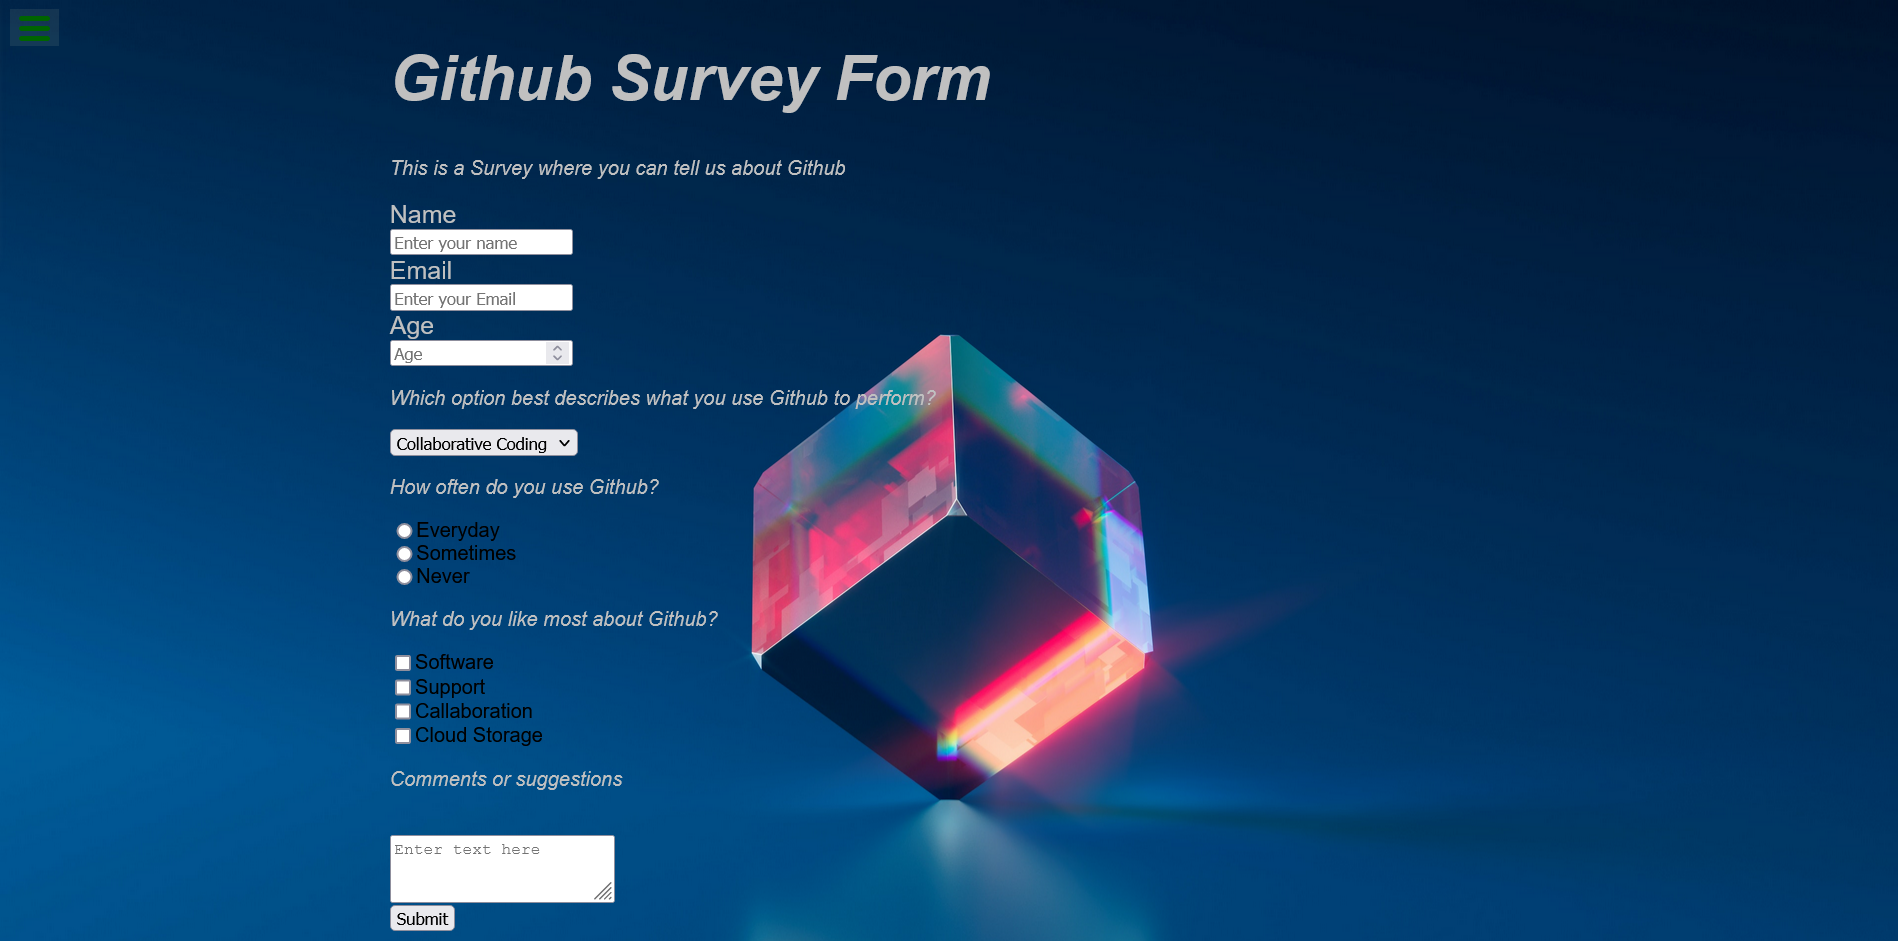 Github Survey Form
This is a Survey where you can tell us about Github
Name
Enter your name
Email
Enter your Email
Age
Age
Which option best describes what you use Github to perform?
Collaborative Coding
How often do you use Github?
Everyday
Sometimes
Never
What do you like most about Github?
Software
Support
Callaboration
Cloud Storage
Comments or suggestions
Enter text here
Submit